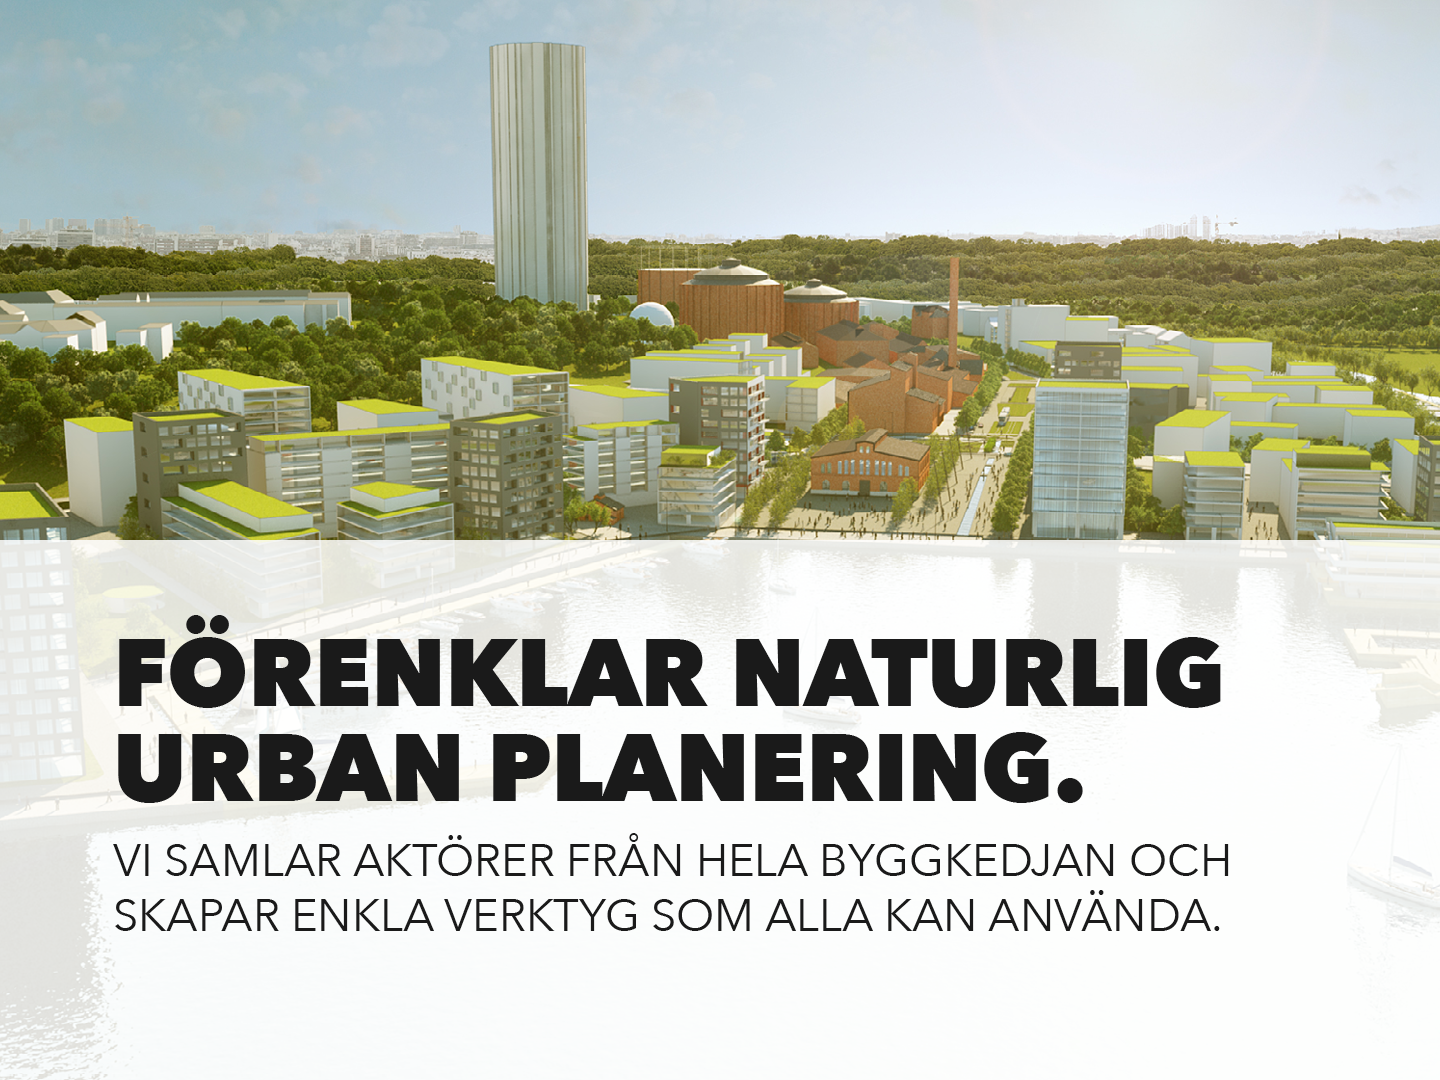 FÖRENKLAR NATURLIG
URBAN PLANERING.
VI SAMLAR AKTÖRER FRÅN HELA BYGGKEDJAN OCH
SKAPAR ENKLA VERKTYG SOM ALLA KAN ANVÄNDA.